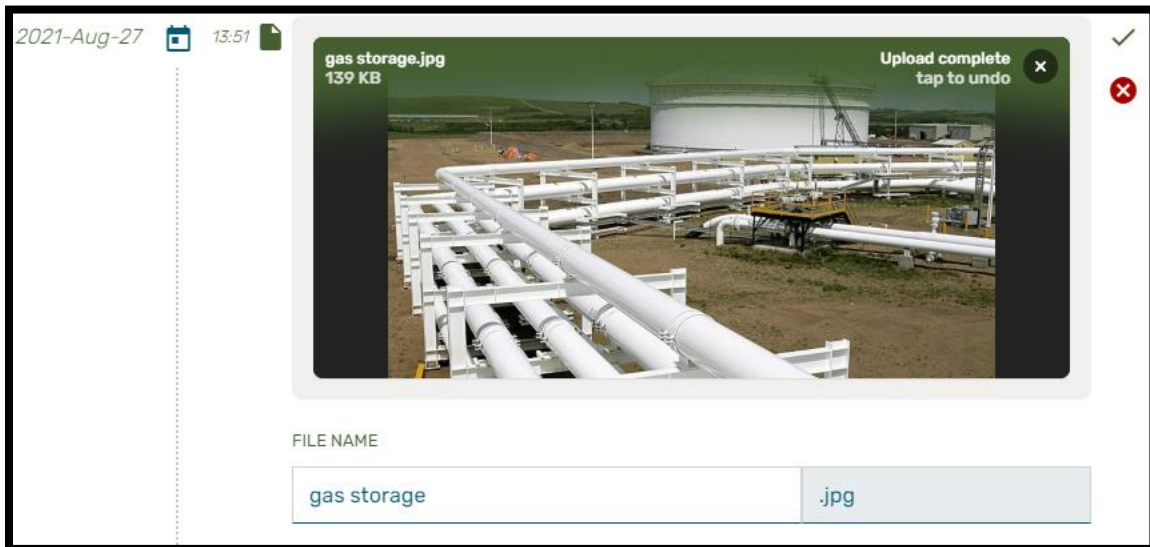 2021-Aug-27
13:51
gas storage.jpg
139 KB
Upload complete
tap to undo
FILE NAME
gas storage
.jpg